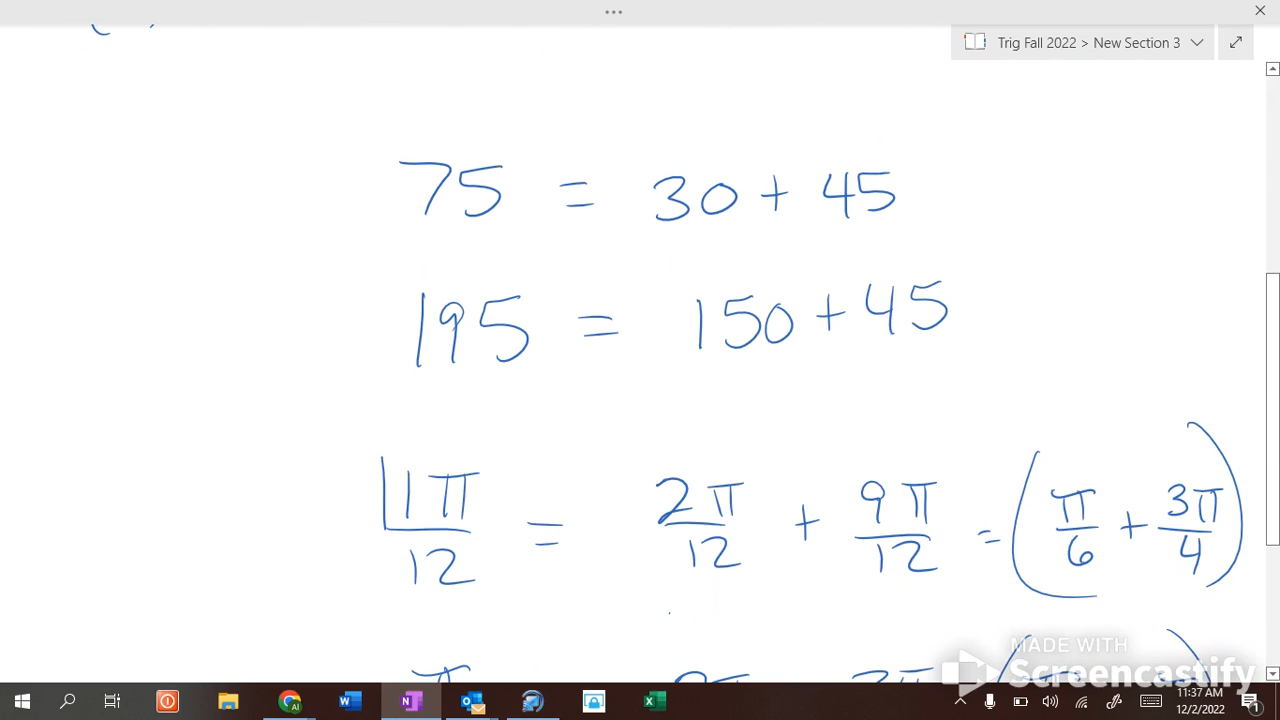 Trig Fall 2022 > New Section 3
75 = 30 + 45
195 = 150 + 45
11π/12 = 2π/12 + 9π/12 = (π/6 + 3π/4)
MADE WITH
Screencastify
11:37 AM
12/2/2022